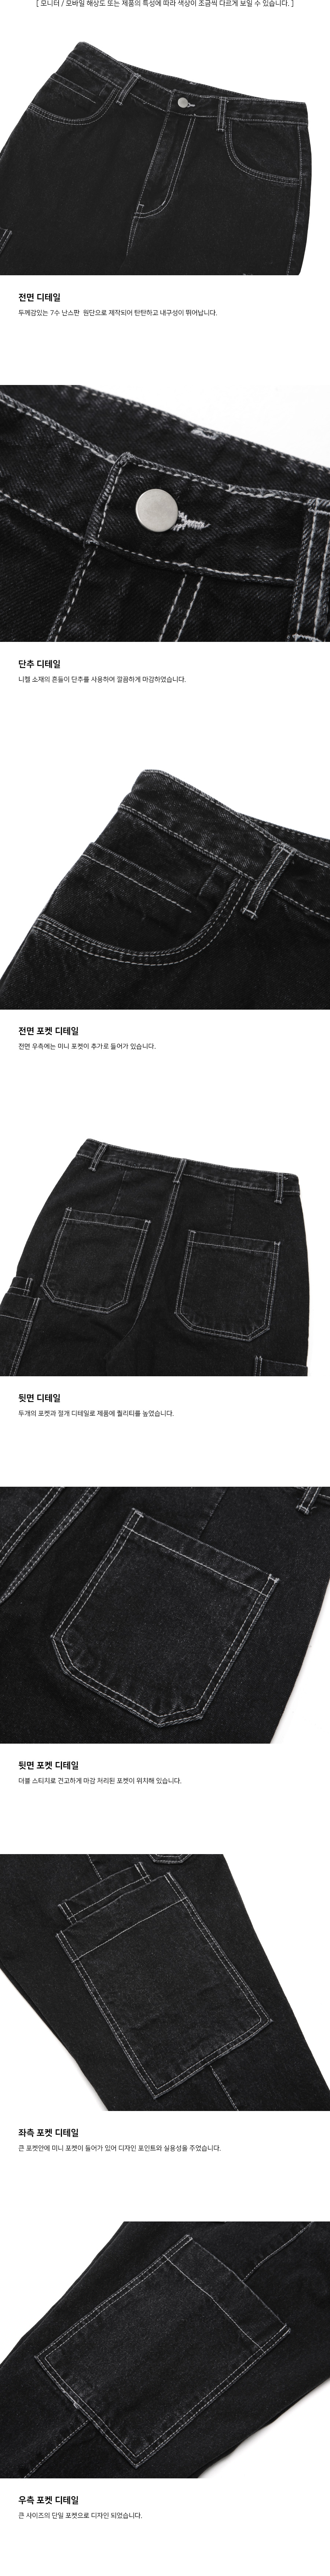 [ 모니터 / 모바일 해상도 또는 제품의 특성에 따라 색상이 조금씩 다르게 보일 수 있습니다. ]
전면 디테일
두께감있는 7수 난스판 원단으로 제작되어 탄탄하고 내구성이 뛰어납니다.
단추 디테일
니켈 소재의 흔들이 단추를 사용하여 깔끔하게 마감하였습니다.
전면 포켓 디테일
전면 우측에는 미니 포켓이 추가로 들어가 있습니다.
뒷면 디테일
두개의 포켓과 절개 디테일로 제품에 퀄리티를 높였습니다.
뒷면 포켓 디테일
더블 스티치로 견고하게 마감 처리된 포켓이 위치해 있습니다.
좌측 포켓 디테일
큰 포켓안에 미니 포켓이 들어가 있어 디자인 포인트와 실용성을 주었습니다.
우측 포켓 디테일
큰 사이즈의 단일 포켓으로 디자인 되었습니다.